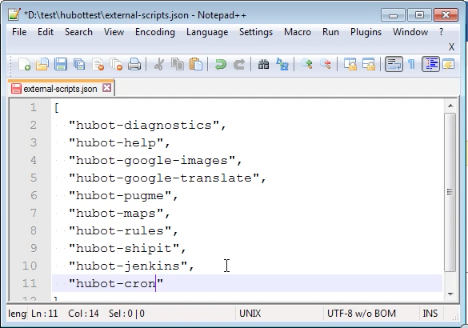 *D:\test\hubottest\external-scripts.json - Notepad++
File Edit Search View Encoding Language Settings Macro Run Plugins Window ?
X
external-scripts.json
1 [
2 "hubot-diagnostics",
3 "hubot-help",
4 "hubot-google-images",
5 "hubot-google-translate",
6 "hubot-pugme",
7 "hubot-maps",
8 "hubot-rules",
9 "hubot-shipit",
10 "hubot-jenkins",
11 "hubot-cron"
]
leng Ln : 11 Col : 14 Sel : 0 | 0 UNIX UTF-8 w/o BOM INS